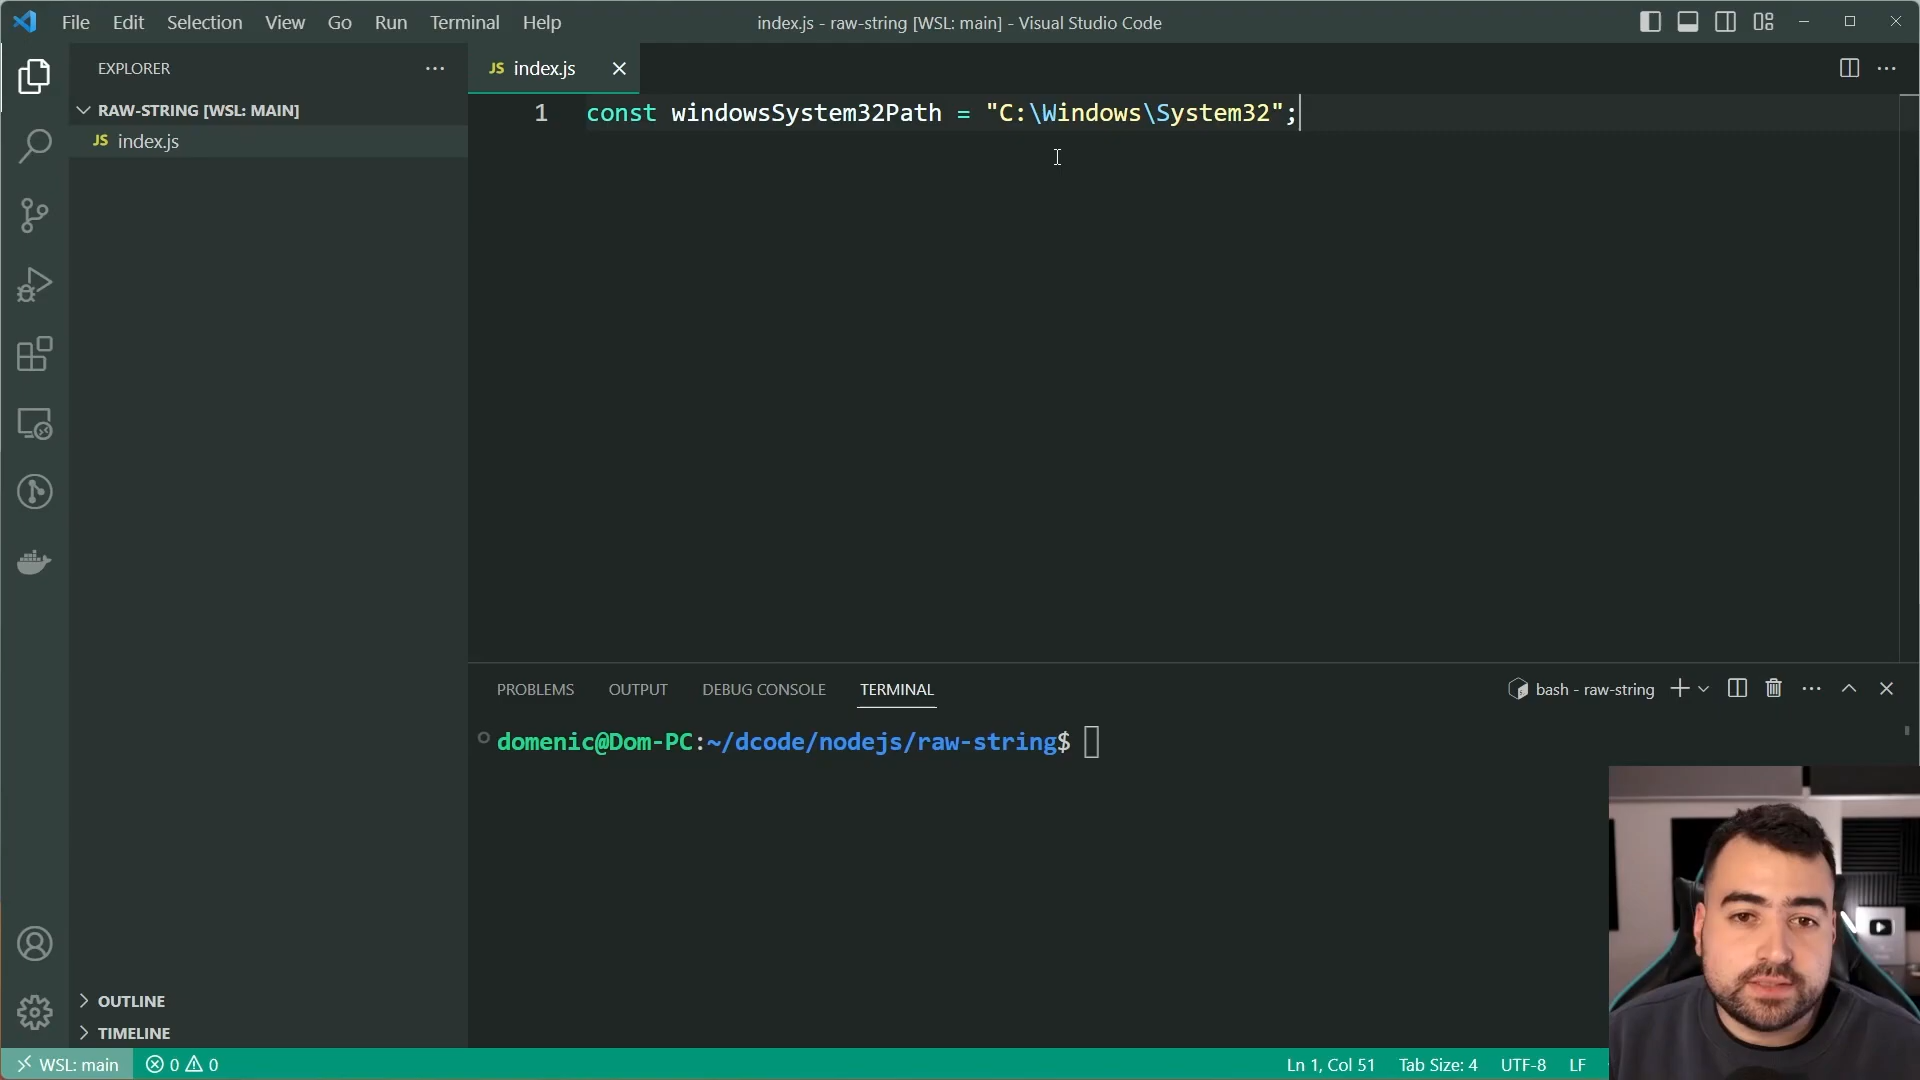 File Edit Selection View Go Run Terminal Help
index.js - raw-string [WSL: main] - Visual Studio Code
EXPLORER
JS index.js
RAW-STRING [WSL: MAIN]
JS index.js
1 const windowsSystem32Path = "C:\Windows\System32";
PROBLEMS OUTPUT DEBUG CONSOLE TERMINAL
bash - raw-string
domenic@Dom-PC:~/dcode/nodejs/raw-string$
OUTLINE
TIMELINE
WSL: main 0 0
Ln 1, Col 51 Tab Size: 4 UTF-8 LF